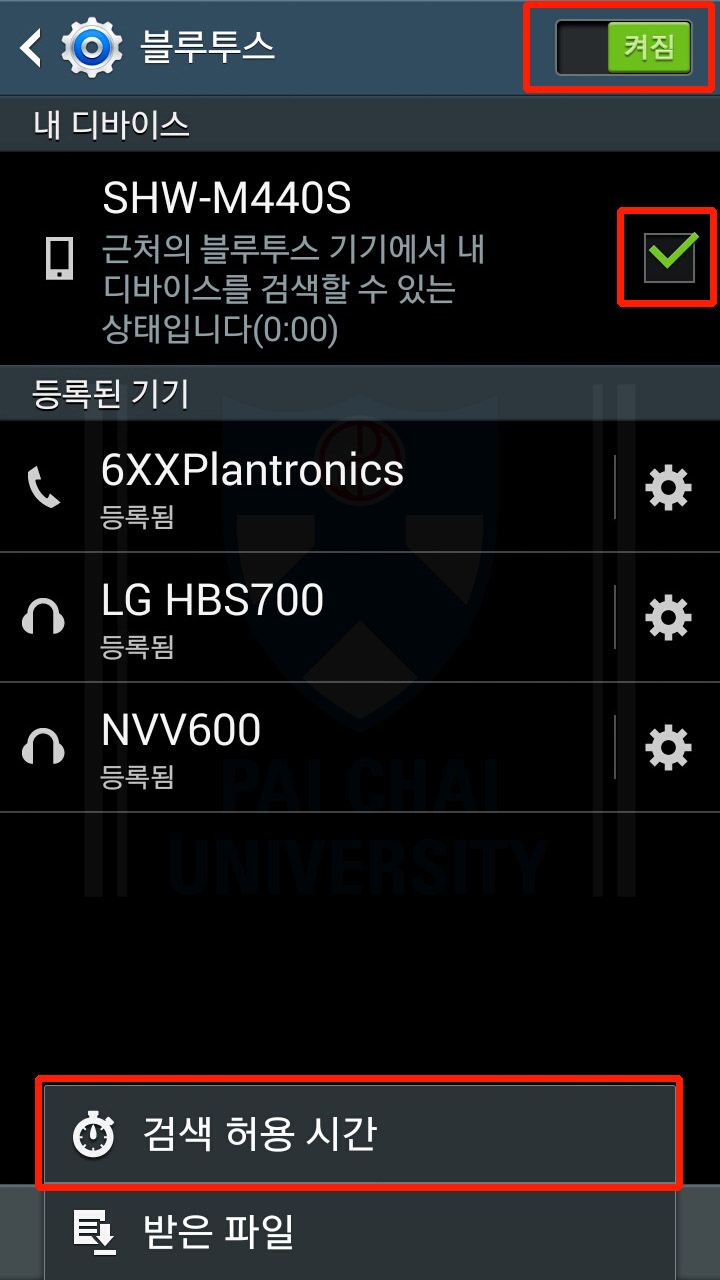 블루투스
켜짐
내 디바이스
SHW-M440S
근처의 블루투스 기기에서 내
디바이스를 검색할 수 있는
상태입니다(0:00)
등록된 기기
6XXPlantronics
등록됨
LG HBS700
등록됨
NVV600
등록됨
PAI CHAI
UNIVERSITY
검색 허용 시간
받은 파일